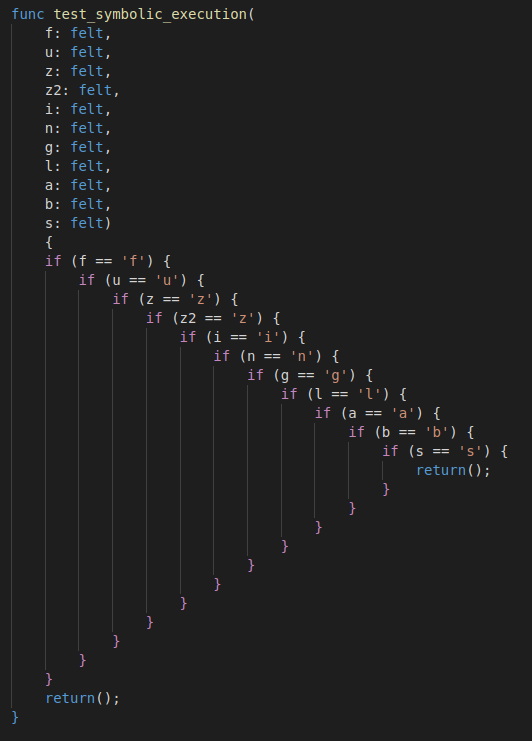 func test_symbolic_execution(
    f: felt,
    u: felt,
    z: felt,
    z2: felt,
    i: felt,
    n: felt,
    g: felt,
    l: felt,
    a: felt,
    b: felt,
    s: felt)
    {
    if (f == 'f') {
        if (u == 'u') {
            if (z == 'z') {
                if (z2 == 'z') {
                    if (i == 'i') {
                        if (n == 'n') {
                            if (g == 'g') {
                                if (l == 'l') {
                                    if (a == 'a') {
                                        if (b == 'b') {
                                            if (s == 's') {
                                                return();
                                            }
                                        }
                                    }
                                }
                            }
                        }
                    }
                }
            }
        }
    }
    return();
}